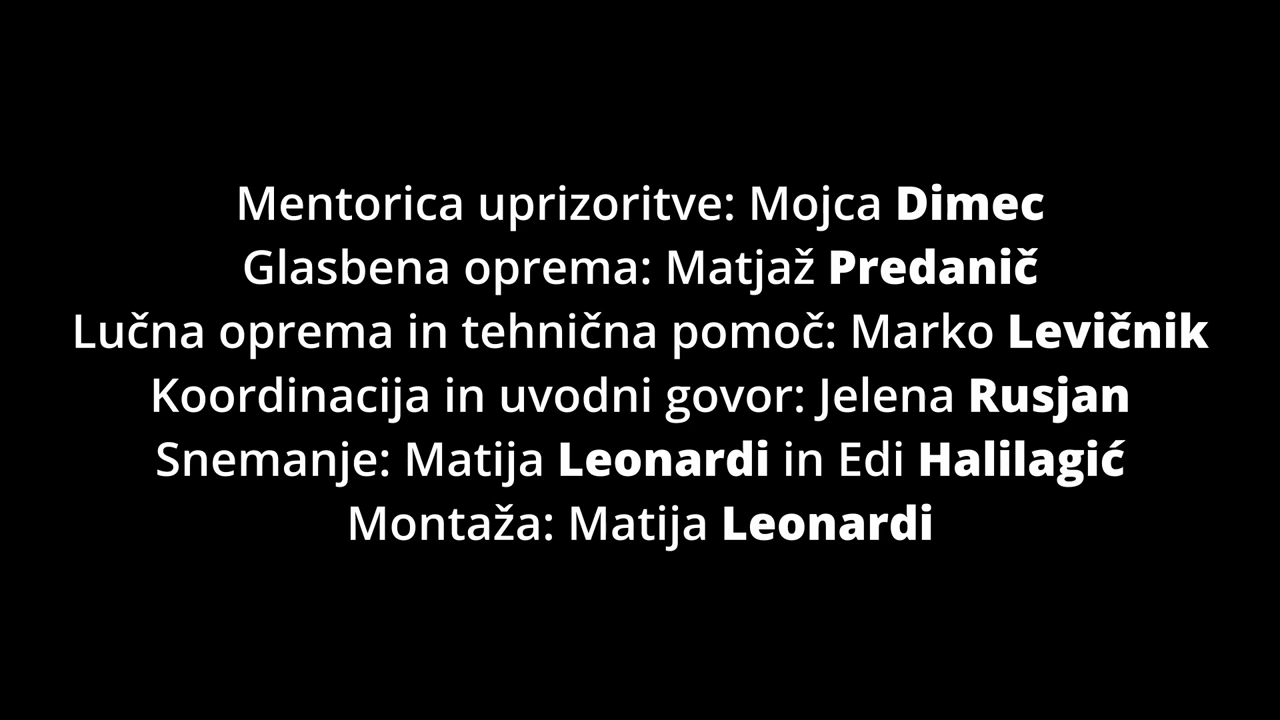 Mentorica uprizoritve: Mojca Dimec
Glasbena oprema: Matjaž Predanič
Lučna oprema in tehnična pomoč: Marko Levičnik
Koordinacija in uvodni govor: Jelena Rusjan
Snemanje: Matija Leonardi in Edi Halilagić
Montaža: Matija Leonardi